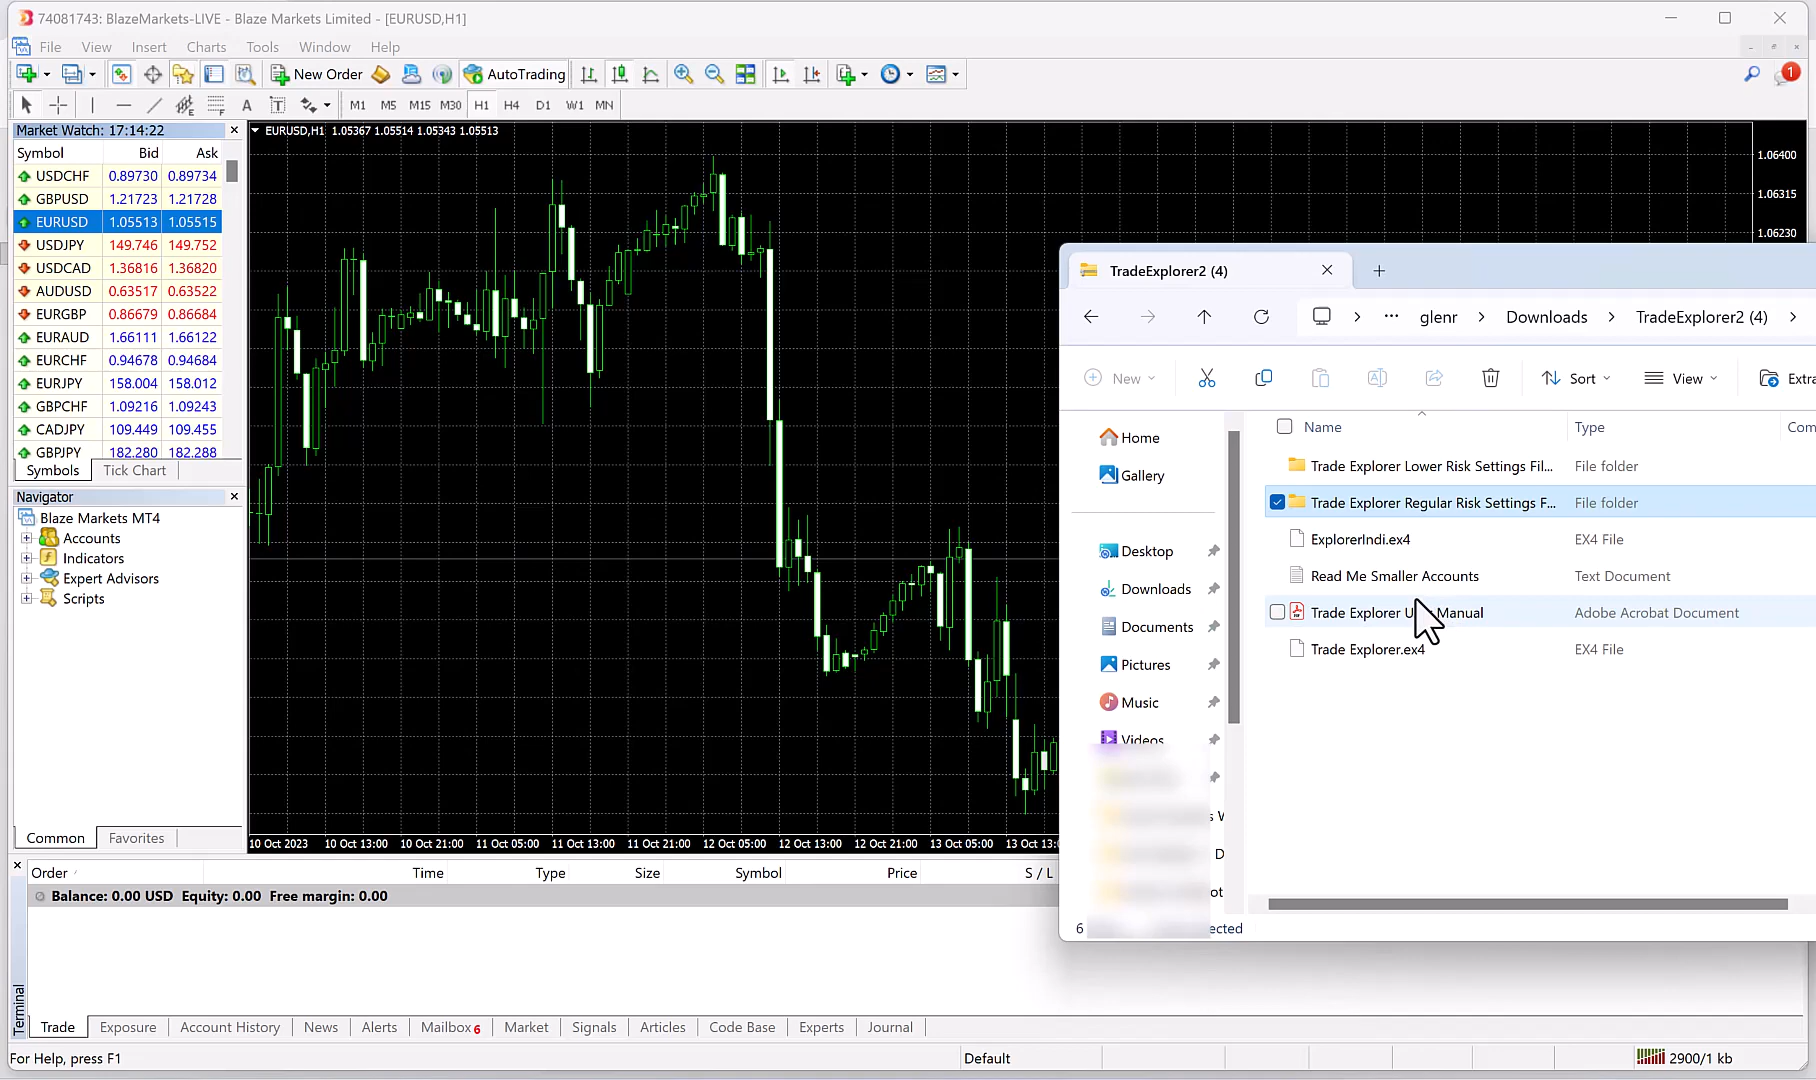 74081743: BlazeMarkets-LIVE - Blaze Markets Limited - [EURUSD,H1]
File View Insert Charts Tools Window Help
New Order AutoTrading 1
A T M1 M5 M15 M30 H1 H4 D1 W1 MN
Market Watch: 17:14:22
Symbol Bid Ask
USDCHF 0.89730 0.89734
GBPUSD 1.21723 1.21728
EURUSD 1.05513 1.05515
USDJPY 149.746 149.752
USDCAD 1.36816 1.36820
AUDUSD 0.63517 0.63522
EURGBP 0.86679 0.86684
EURAUD 1.66111 1.66122
EURCHF 0.94678 0.94684
EURJPY 158.004 158.012
GBPCHF 1.09216 1.09243
CADJPY 109.449 109.455
GBPJPY 182.280 182.288
Symbols Tick Chart
Navigator
Blaze Markets MT4
Accounts
Indicators
Expert Advisors
Scripts
Common Favorites
EURUSD,H1 1.05367 1.05514 1.05343 1.05513
1.06400
1.06315
1.06230
10 Oct 2023 10 Oct 13:00 10 Oct 21:00 11 Oct 05:00 11 Oct 13:00 11 Oct 21:00 12 Oct 05:00 12 Oct 13:00 12 Oct 21:00 13 Oct 05:00 13 Oct 13:
TradeExplorer2 (4)
glenr Downloads TradeExplorer2 (4)
New Sort View Extra
Name Type Com
Trade Explorer Lower Risk Settings Fil... File folder
Trade Explorer Regular Risk Settings F... File folder
ExplorerIndi.ex4 EX4 File
Read Me Smaller Accounts Text Document
Trade Explorer Manual Adobe Acrobat Document
Trade Explorer.ex4 EX4 File
Home
Gallery
Desktop
Downloads
Documents
Pictures
Music
Videos
6 ected
Order Time Type Size Symbol Price S / L
Balance: 0.00 USD Equity: 0.00 Free margin: 0.00
Terminal
Trade Exposure Account History News Alerts Mailbox 6 Market Signals Articles Code Base Experts Journal
For Help, press F1 Default 2900/1 kb